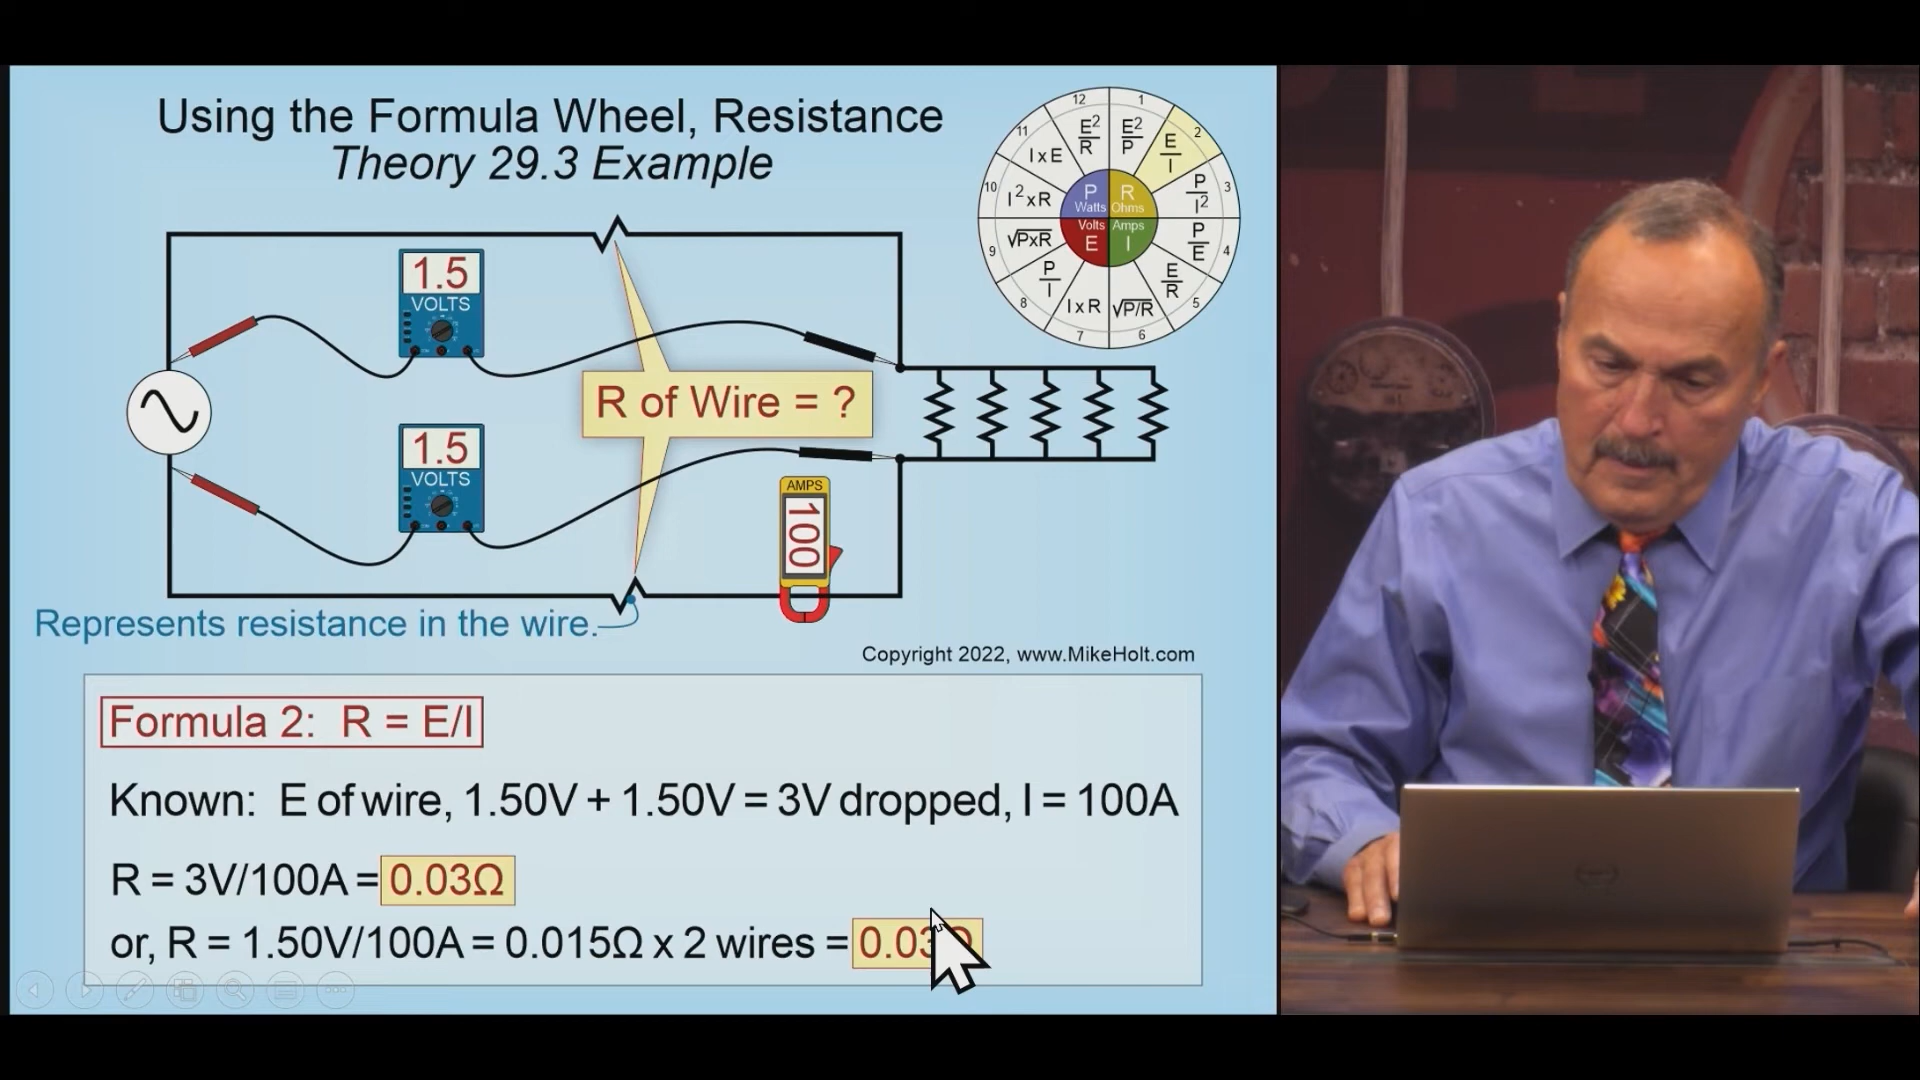 Using the Formula Wheel, Resistance
Theory 29.3 Example
12
1
11
2
10
3
9
4
8
5
7
6
E²/R
E²/P
E/I
P/I²
P/E
E/R
√P/R
I x R
P/I
√PxR
I² x R
I x E
P
Watts
R
Ohms
Volts
E
Amps
I
1.5
VOLTS
R of Wire = ?
1.5
VOLTS
AMPS
100
Represents resistance in the wire.
Copyright 2022, www.MikeHolt.com
Formula 2: R = E/I
Known: E of wire, 1.50V + 1.50V = 3V dropped, I = 100A
R = 3V/100A = 0.03Ω
or, R = 1.50V/100A = 0.015Ω x 2 wires = 0.03Ω